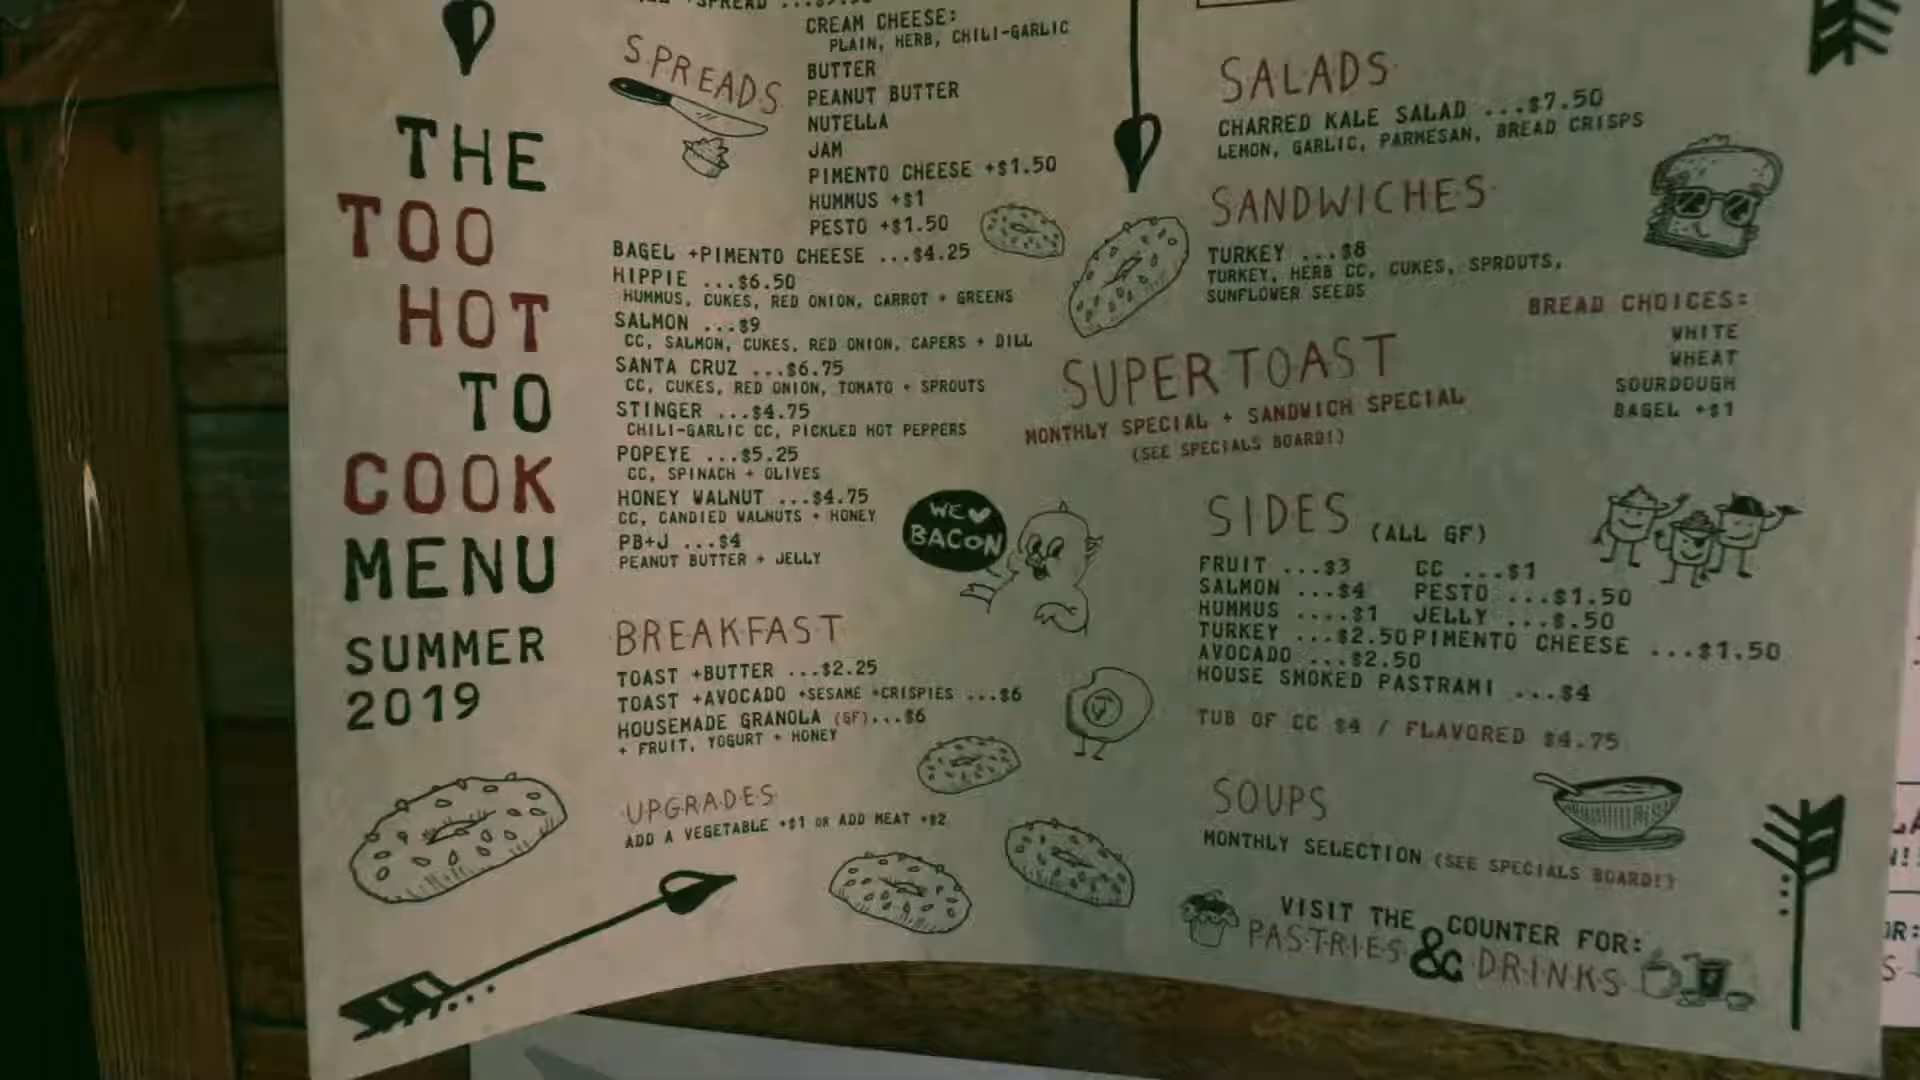 THE
TOO
HOT
TO
COOK
MENU
SUMMER
2019
SPREADS
CREAM CHEESE:
PLAIN, HERB, CHILI-GARLIC
BUTTER
PEANUT BUTTER
NUTELLA
JAM
PIMENTO CHEESE +$1.50
HUMMUS +$1
PESTO +$1.50
BAGEL +PIMENTO CHEESE ...$4.25
HIPPIE ...$6.50
HUMMUS, CUKES, RED ONION, CARROT + GREENS
SALMON ...$9
CC, SALMON, CUKES, RED ONION, CAPERS + DILL
SANTA CRUZ ...$6.75
CC, CUKES, RED ONION, TOMATO + SPROUTS
STINGER ...$4.75
CHILI-GARLIC CC, PICKLED HOT PEPPERS
POPEYE ...$5.25
CC, SPINACH + OLIVES
HONEY WALNUT ...$4.75
CC, CANDIED WALNUTS + HONEY
PB+J ...$4
PEANUT BUTTER + JELLY
WE
BACON
BREAKFAST
TOAST +BUTTER ...$2.25
TOAST +AVOCADO +SESAME +CRISPIES ...$6
HOUSEMADE GRANOLA (GF)...$6
+ FRUIT, YOGURT + HONEY
UPGRADES
ADD A VEGETABLE +$1 OR ADD MEAT +$2
SALADS
CHARRED KALE SALAD ...$7.50
LEMON, GARLIC, PARMESAN, BREAD CRISPS
SANDWICHES
TURKEY ...$8
TURKEY, HERB CC, CUKES, SPROUTS,
SUNFLOWER SEEDS
BREAD CHOICES:
WHITE
WHEAT
SOURDOUGH
BAGEL +$1
SUPER TOAST
MONTHLY SPECIAL + SANDWICH SPECIAL
(SEE SPECIALS BOARD!)
SIDES (ALL GF)
FRUIT ...$3 CC ...$1
SALMON ...$4 PESTO ...$1.50
HUMMUS ....$1 JELLY ...$.50
TURKEY ...$2.50 PIMENTO CHEESE ...$1.50
AVOCADO ...$2.50
HOUSE SMOKED PASTRAMI ...$4
TUB OF CC $4 / FLAVORED $4.75
SOUPS
MONTHLY SELECTION (SEE SPECIALS BOARD!)
VISIT THE COUNTER FOR:
PASTRIES & DRINKS